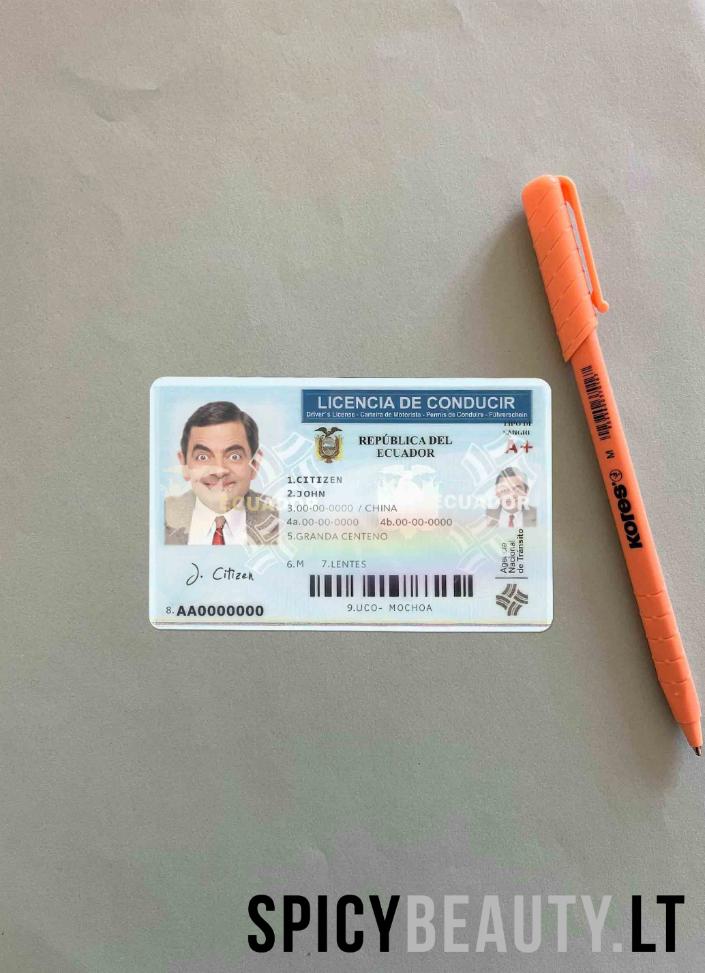 LICENCIA DE CONDUCIR
Driver's License - Carteira de Motorista - Permis de Conduire - Führerschein
TIPO DE
SANGRE
REPÚBLICA DEL
ECUADOR
A+
1.CITIZEN
2.JOHN
ECUADOR
ECUADOR
3.00-00-0000 / CHINA
4a.00-00-0000 4b.00-00-0000
5.GRANDA CENTENO
6.M 7.LENTES
J. Citizen
Nacional
de Tránsito
8.AA0000000
9.UCO- MOCHOA
kores
M
SPICYBEAUTY.LT